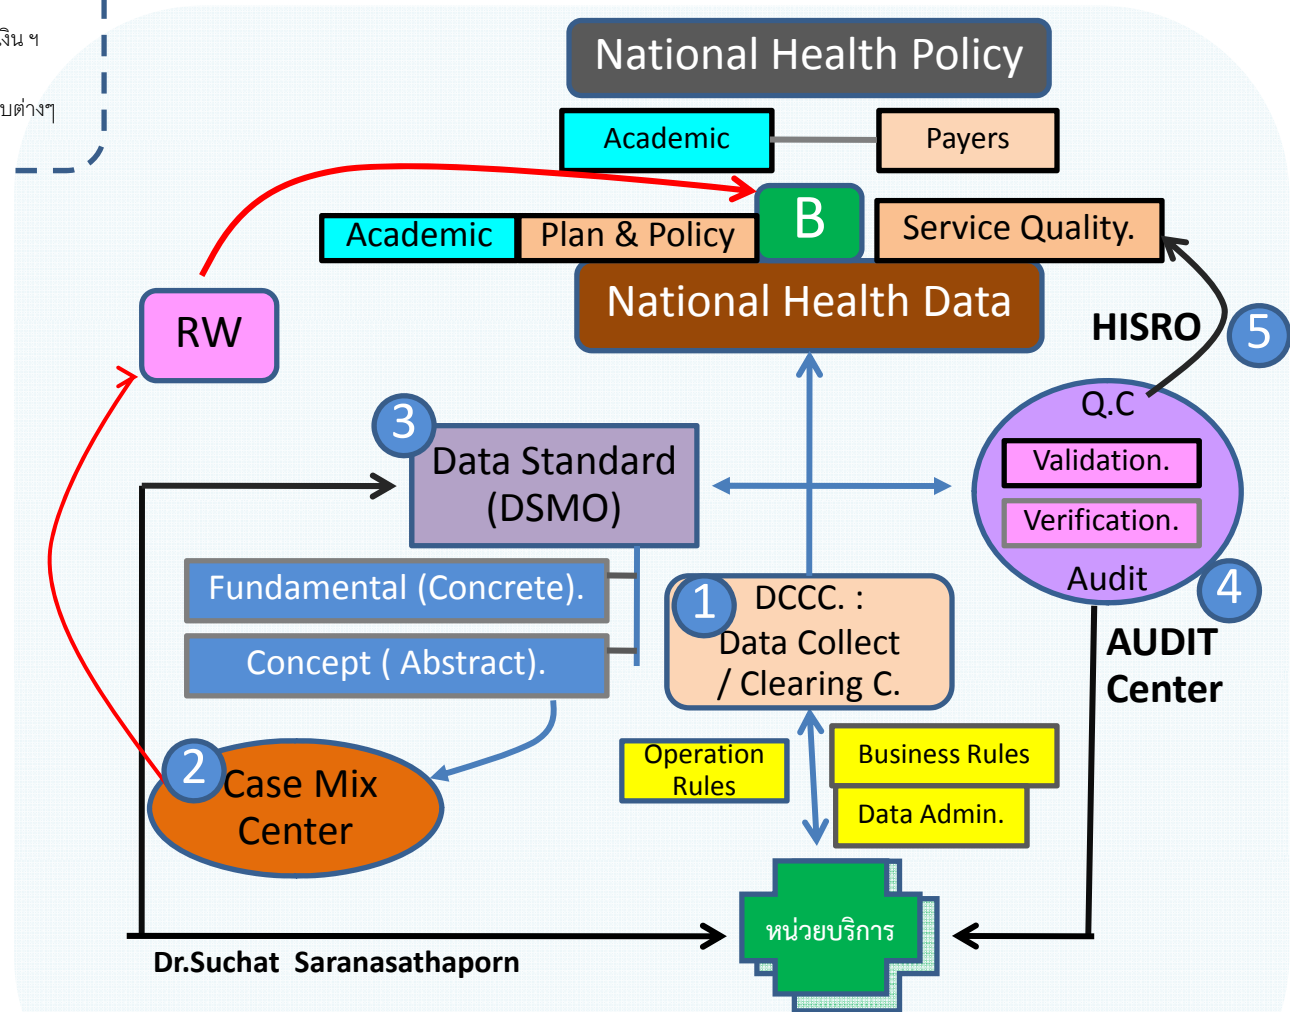 งิน ฯ
บต่างๆ
National Health Policy
Academic
Payers
B
Academic
Plan & Policy
Service Quality.
National Health Data
RW
HISRO
5
Q.C
Validation.
Verification.
Audit
4
AUDIT
Center
3
Data Standard
(DSMO)
Fundamental (Concrete).
Concept ( Abstract).
1
DCCC. :
Data Collect
/ Clearing C.
2
Case Mix
Center
Operation
Rules
Business Rules
Data Admin.
หน่วยบริการ
Dr.Suchat Saranasathaporn